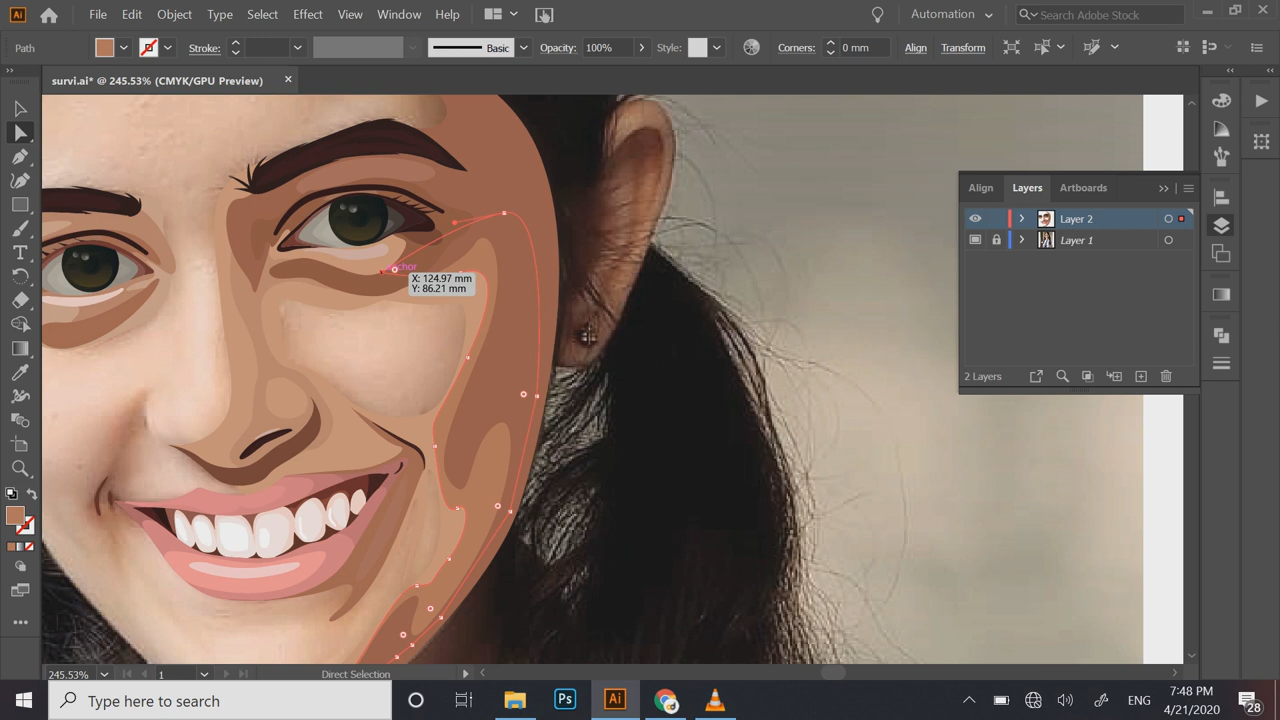 Ai File Edit Object Type Select Effect View Window Help Automation Search Adobe Stock
Path Stroke: Basic Opacity: 100% Style: Corners: 0 mm Align Transform
survi.ai* @ 245.53% (CMYK/GPU Preview)
Align Layers Artboards
Layer 2
Layer 1
2 Layers
X: 124.97 mm
Y: 86.21 mm
245.53% 1 Direct Selection
Type here to search
Ps
Ai
ENG
7:48 PM
4/21/2020
28